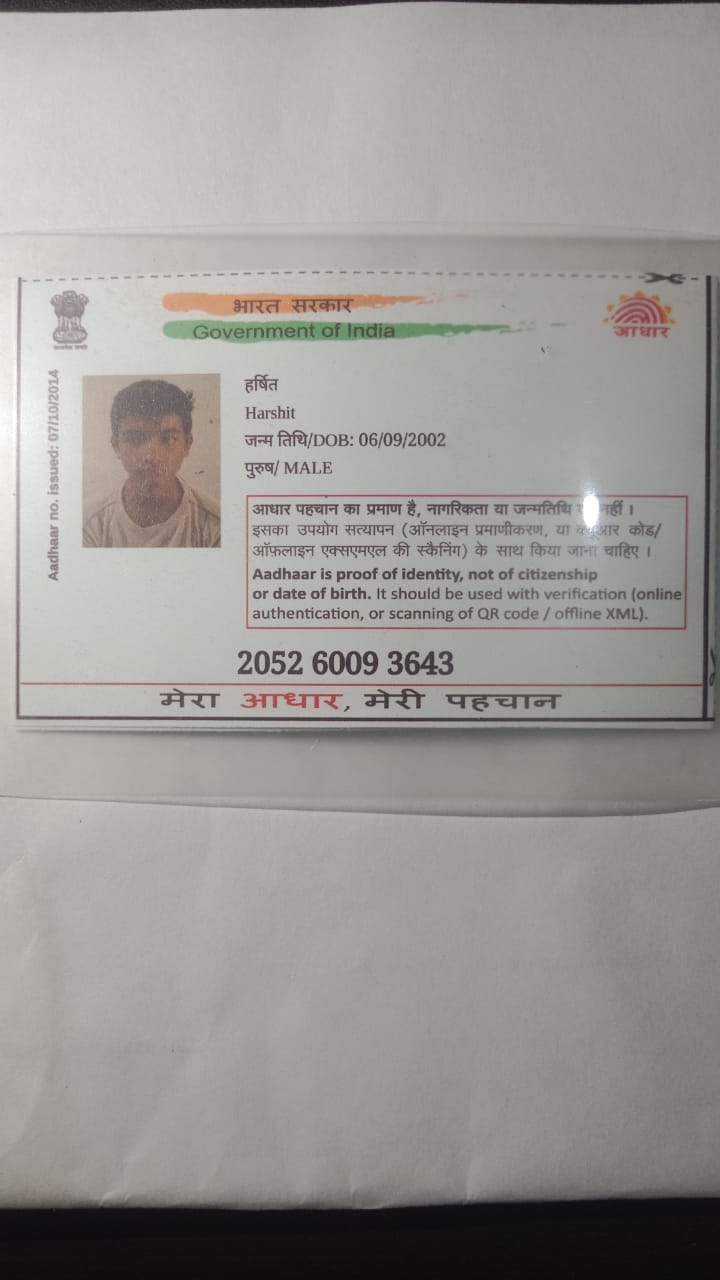 भारत सरकार
Government of India
आधार
Aadhaar no. issued: 07/10/2014
हर्षित
Harshit
जन्म तिथि/DOB: 06/09/2002
पुरुष/ MALE
आधार पहचान का प्रमाण है, नागरिकता या जन्मतिथि नहीं ।
इसका उपयोग सत्यापन (ऑनलाइन प्रमाणीकरण, या कोड/
ऑफ़लाइन एक्सएमएल की स्कैनिंग) के साथ किया जाना चाहिए ।
Aadhaar is proof of identity, not of citizenship
or date of birth. It should be used with verification (online
authentication, or scanning of QR code / offline XML).
2052 6009 3643
मेरा आधार, मेरी पहचान